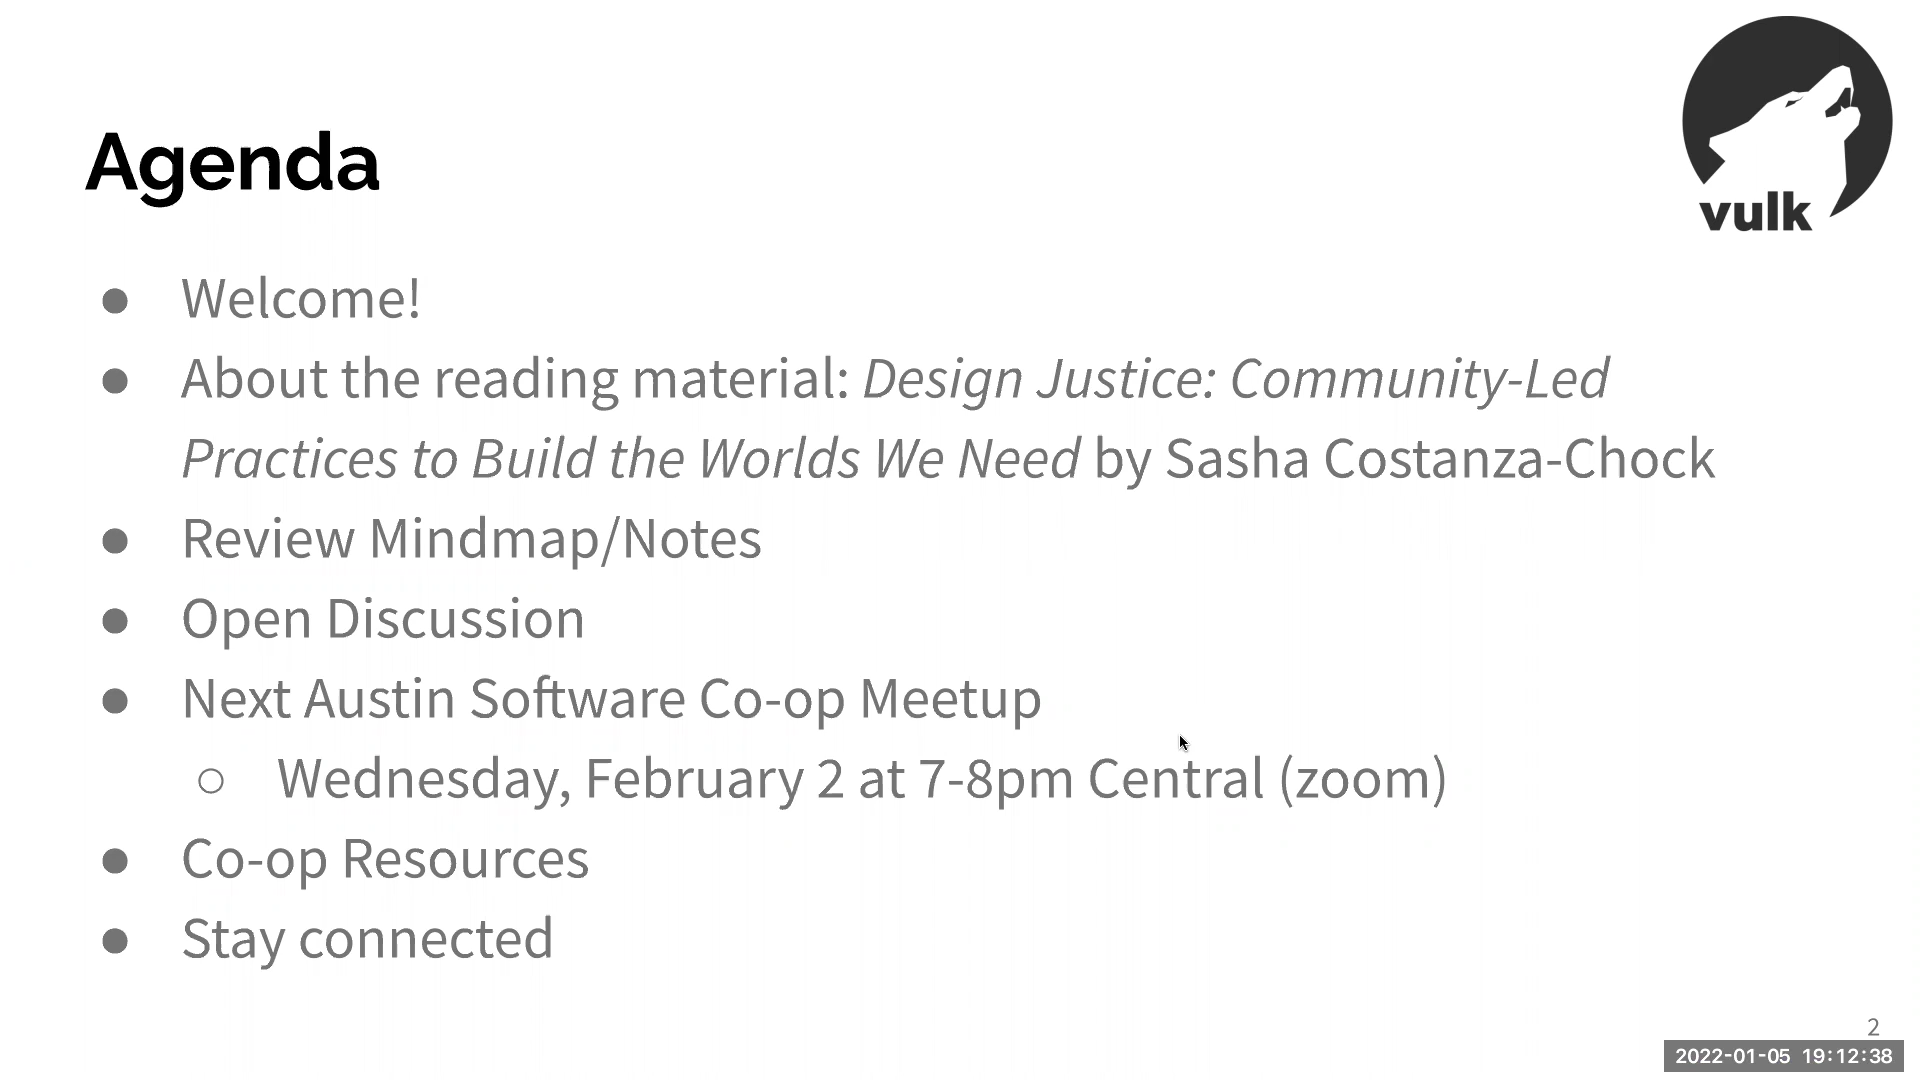 vulk
Agenda
● Welcome!
● About the reading material: Design Justice: Community-Led
Practices to Build the Worlds We Need by Sasha Costanza-Chock
● Review Mindmap/Notes
● Open Discussion
● Next Austin Software Co-op Meetup
○ Wednesday, February 2 at 7-8pm Central (zoom)
● Co-op Resources
● Stay connected
2
2022-01-05 19:12:38